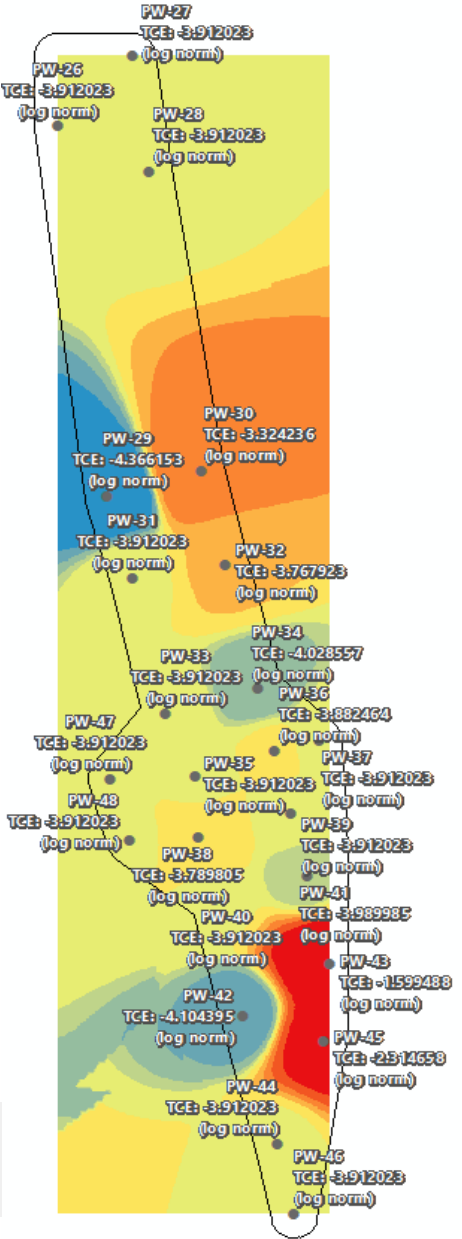 PW-27
TCE: -3.912023
(log norm)
PW-26
TCE: -3.912023
(log norm)
PW-28
TCE: -3.912023
(log norm)
PW-30
TCE: -3.324236
(log norm)
PW-29
TCE: -4.366153
(log norm)
PW-31
TCE: -3.912023
(log norm)
PW-32
TCE: -3.767923
(log norm)
PW-34
TCE: -4.028557
(log norm)
PW-33
TCE: -3.912023
(log norm)
PW-36
TCE: -3.882464
(log norm)
PW-47
TCE: -3.912023
(log norm)
PW-35
TCE: -3.912023
(log norm)
PW-37
TCE: -3.912023
(log norm)
PW-48
TCE: -3.912023
(log norm)
PW-39
TCE: -3.912023
(log norm)
PW-38
TCE: -3.789805
(log norm)
PW-41
TCE: -3.989985
(log norm)
PW-40
TCE: -3.912023
(log norm)
PW-43
TCE: -1.599488
(log norm)
PW-42
TCE: -4.104395
(log norm)
PW-45
TCE: -2.314658
(log norm)
PW-44
TCE: -3.912023
(log norm)
PW-46
TCE: -3.912023
(log norm)